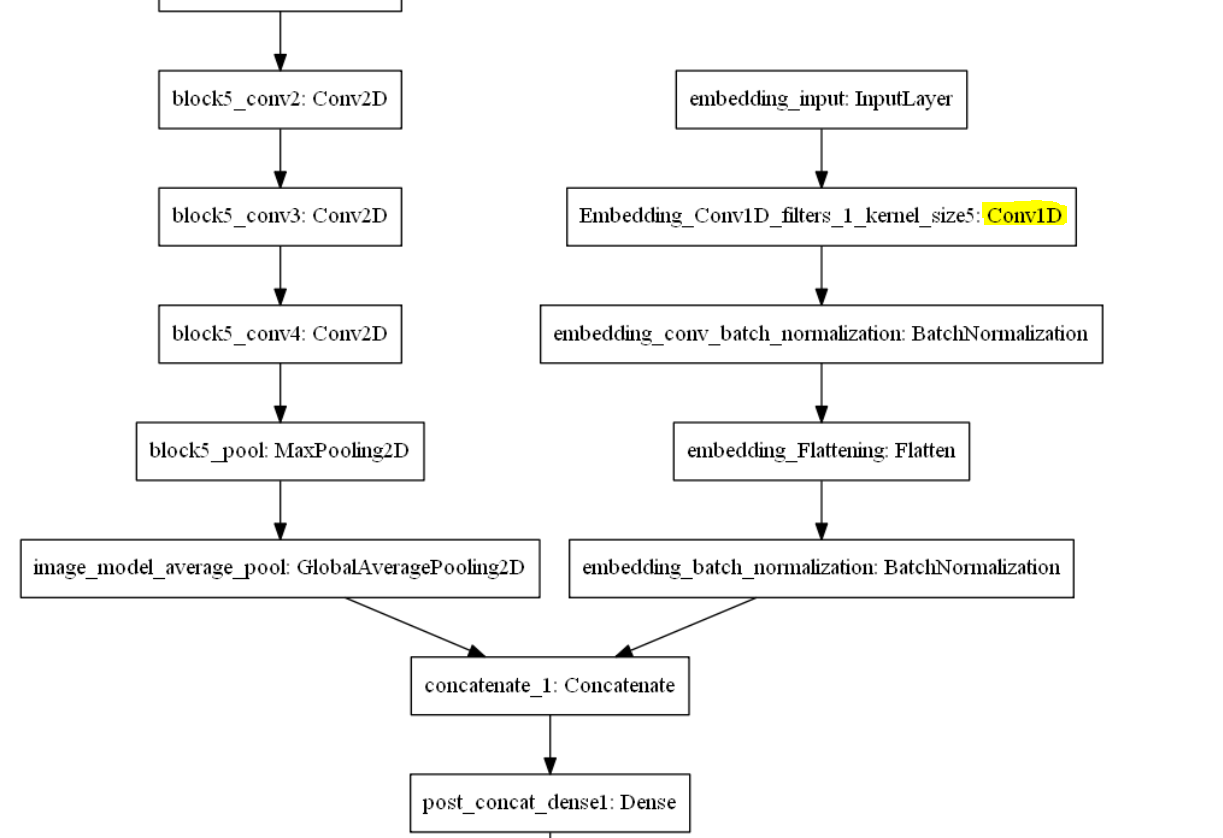 block5_conv2: Conv2D
embedding_input: InputLayer
block5_conv3: Conv2D
Embedding_Conv1D_filters_1_kernel_size5: Conv1D
block5_conv4: Conv2D
embedding_conv_batch_normalization: BatchNormalization
block5_pool: MaxPooling2D
embedding_Flattening: Flatten
image_model_average_pool: GlobalAveragePooling2D
embedding_batch_normalization: BatchNormalization
concatenate_1: Concatenate
post_concat_dense1: Dense